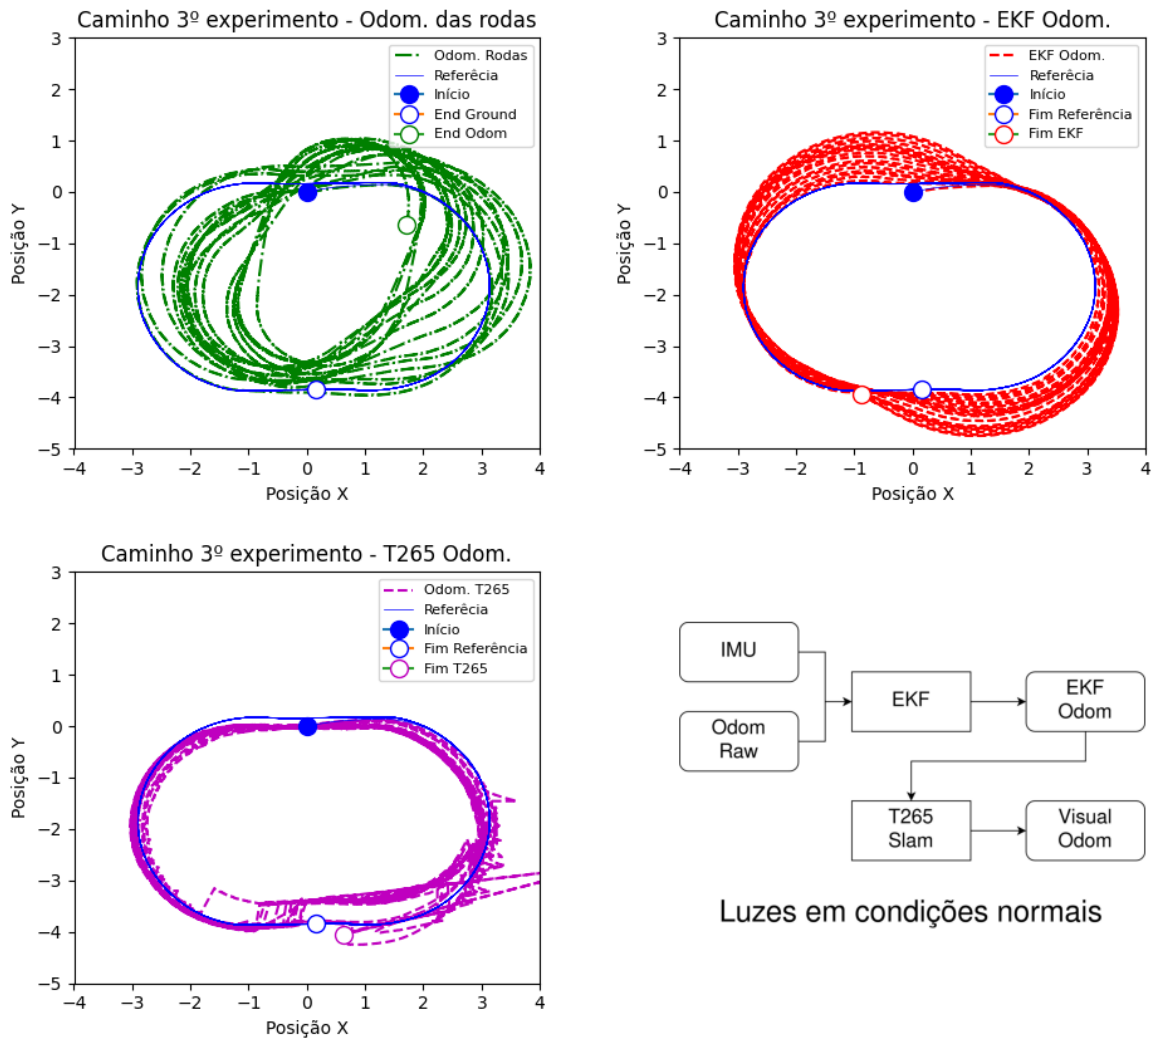 Caminho 3º experimento - Odom. das rodas
3
2
1
0
−1
−2
−3
−4
−5
Posição Y
Odom. Rodas
Referêcia
Início
End Ground
End Odom
−4 −3 −2 −1 0 1 2 3 4
Posição X
Caminho 3º experimento - EKF Odom.
3
2
1
0
−1
−2
−3
−4
−5
Posição Y
EKF Odom.
Referêcia
Início
Fim Referência
Fim EKF
−4 −3 −2 −1 0 1 2 3 4
Posição X
Caminho 3º experimento - T265 Odom.
3
2
1
0
−1
−2
−3
−4
−5
Posição Y
Odom. T265
Referêcia
Início
Fim Referência
Fim T265
−4 −3 −2 −1 0 1 2 3 4
Posição X
IMU
Odom
Raw
EKF
EKF
Odom
T265
Slam
Visual
Odom
Luzes em condições normais